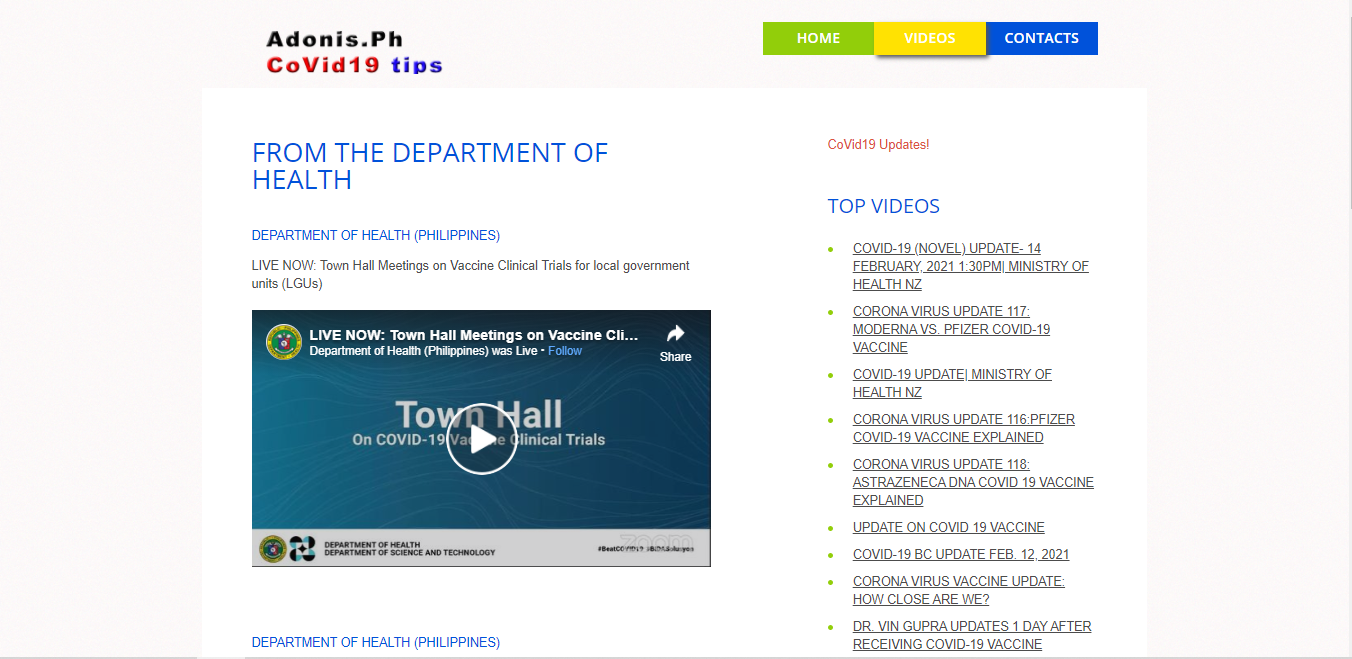 Adonis.Ph
CoVid19 tips
HOME
VIDEOS
CONTACTS
FROM THE DEPARTMENT OF
HEALTH
DEPARTMENT OF HEALTH (PHILIPPINES)
LIVE NOW: Town Hall Meetings on Vaccine Clinical Trials for local government
units (LGUs)
LIVE NOW: Town Hall Meetings on Vaccine Cli...
Department of Health (Philippines) was Live · Follow
Share
Town Hall
On COVID-19 Vaccine Clinical Trials
DEPARTMENT OF HEALTH
DEPARTMENT OF SCIENCE AND TECHNOLOGY
zoom
DEPARTMENT OF HEALTH (PHILIPPINES)
CoVid19 Updates!
TOP VIDEOS
COVID-19 (NOVEL) UPDATE- 14
FEBRUARY, 2021 1:30PM| MINISTRY OF
HEALTH NZ
CORONA VIRUS UPDATE 117:
MODERNA VS. PFIZER COVID-19
VACCINE
COVID-19 UPDATE| MINISTRY OF
HEALTH NZ
CORONA VIRUS UPDATE 116:PFIZER
COVID-19 VACCINE EXPLAINED
CORONA VIRUS UPDATE 118:
ASTRAZENECA DNA COVID 19 VACCINE
EXPLAINED
UPDATE ON COVID 19 VACCINE
COVID-19 BC UPDATE FEB. 12, 2021
CORONA VIRUS VACCINE UPDATE:
HOW CLOSE ARE WE?
DR. VIN GUPRA UPDATES 1 DAY AFTER
RECEIVING COVID-19 VACCINE